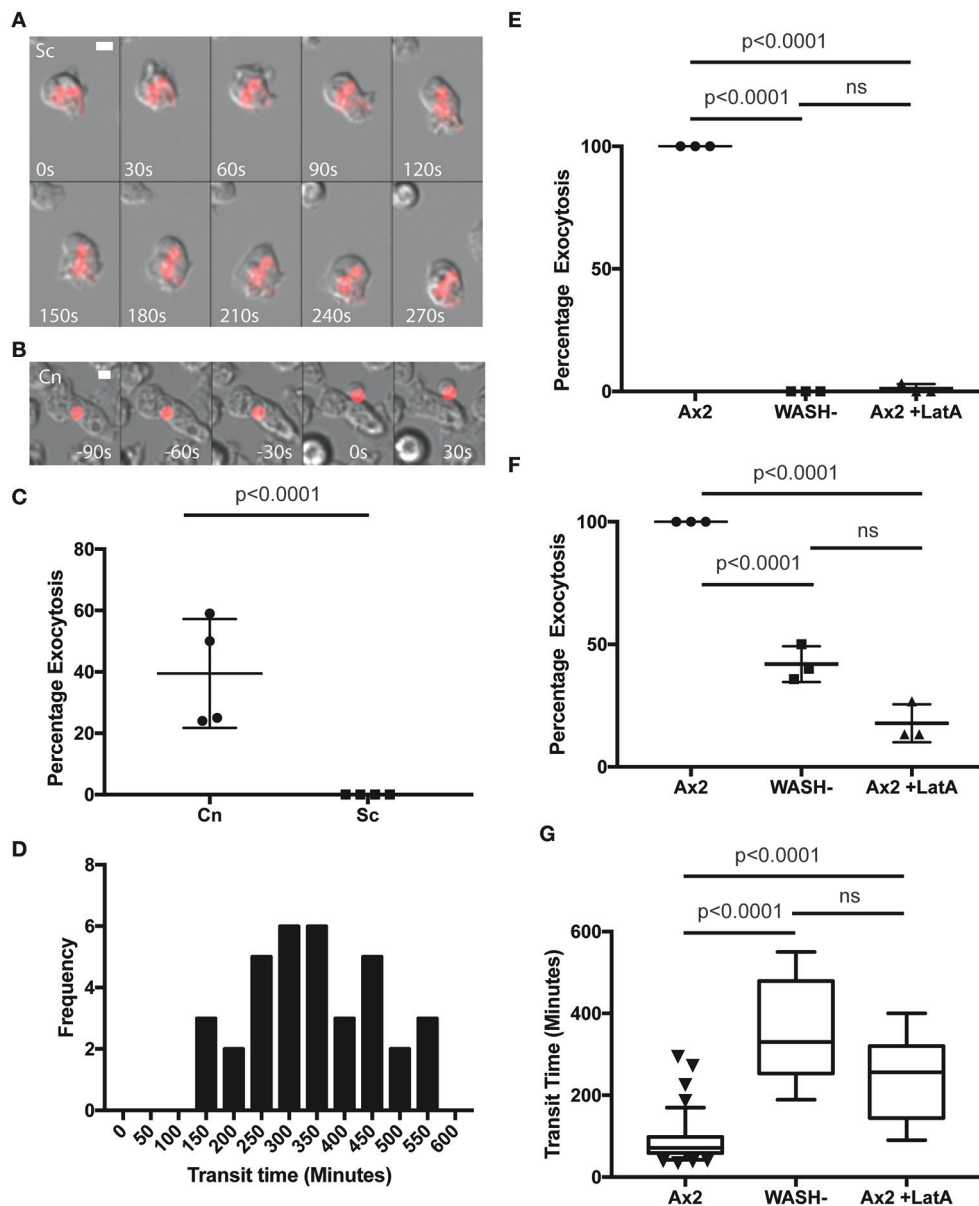 A
Sc
0s 30s 60s 90s 120s
150s 180s 210s 240s 270s
B
Cn
-90s -60s -30s 0s 30s
C
p<0.0001
Percentage Exocytosis
80
60
40
20
0
Cn Sc
D
Frequency
8
6
4
2
0
0 50 100 150 200 250 300 350 400 450 500 550 600
Transit time (Minutes)
E
p<0.0001
p<0.0001 ns
Percentage Exocytosis
100
50
0
Ax2 WASH- Ax2 +LatA
F
p<0.0001
ns
p<0.0001
Percentage Exocytosis
100
50
0
Ax2 WASH- Ax2 +LatA
G
p<0.0001
ns
p<0.0001
Transit Time (Minutes)
600
400
200
0
Ax2 WASH- Ax2 +LatA